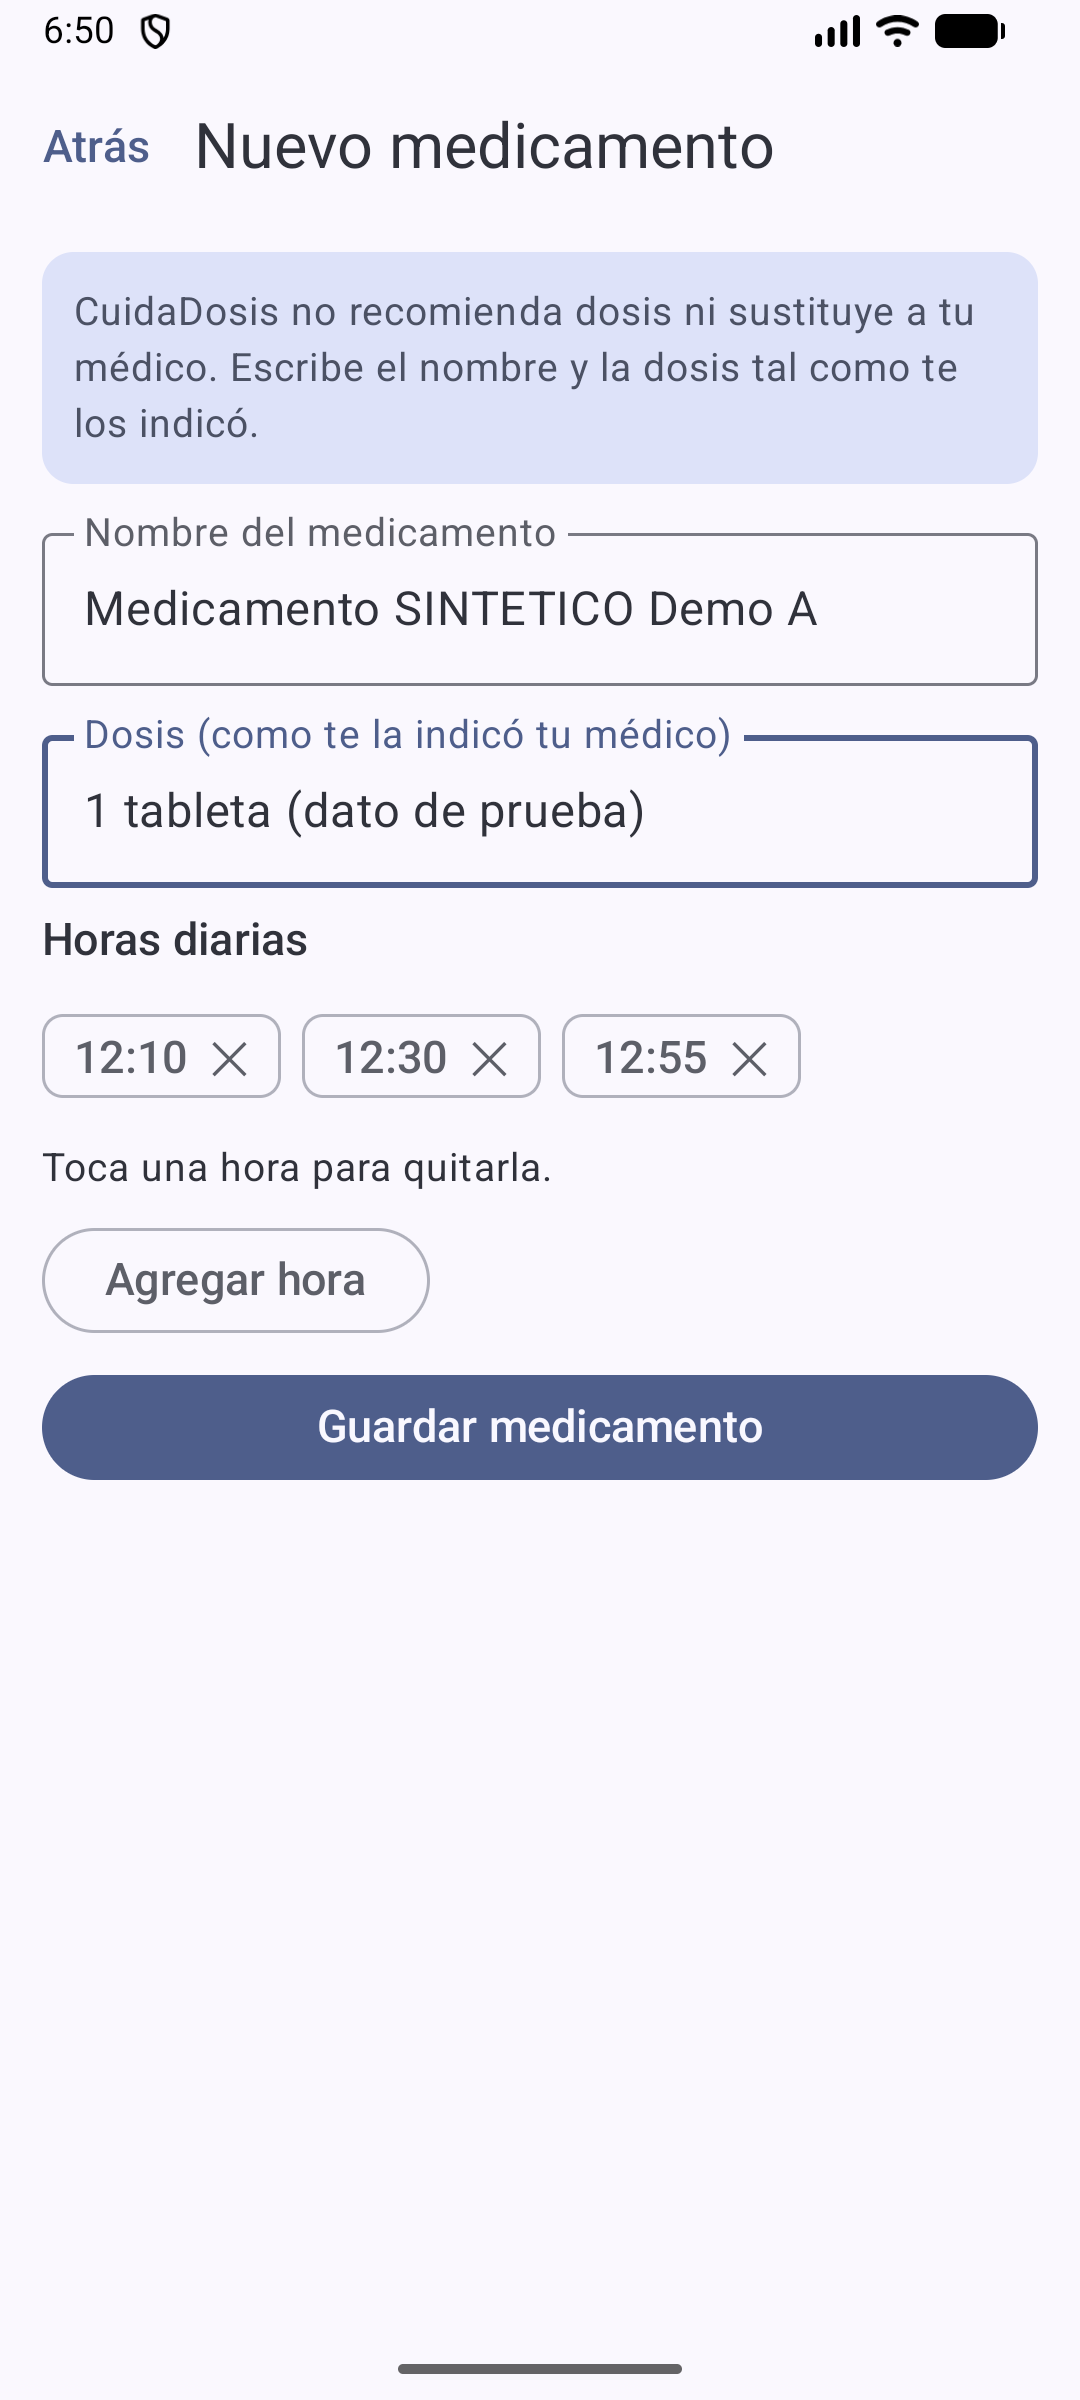 6:50
Atrás Nuevo medicamento
CuidaDosis no recomienda dosis ni sustituye a tu
médico. Escribe el nombre y la dosis tal como te
los indicó.
Nombre del medicamento
Medicamento SINTETICO Demo A
Dosis (como te la indicó tu médico)
1 tableta (dato de prueba)
Horas diarias
12:10 12:30 12:55
Toca una hora para quitarla.
Agregar hora
Guardar medicamento